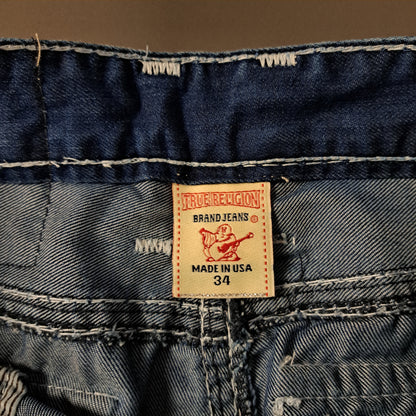 TRUE RELIGION
BRAND JEANS ®
MADE IN USA
34